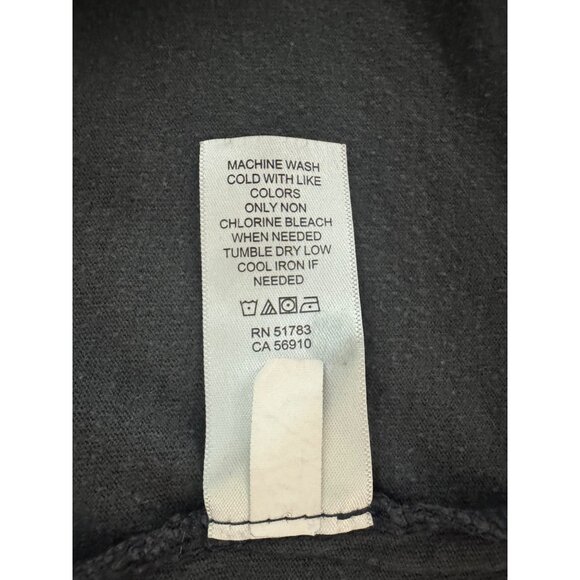 MACHINE WASH
COLD WITH LIKE
COLORS
ONLY NON
CHLORINE BLEACH
WHEN NEEDED
TUMBLE DRY LOW
COOL IRON IF
NEEDED
RN 51783
CA 56910